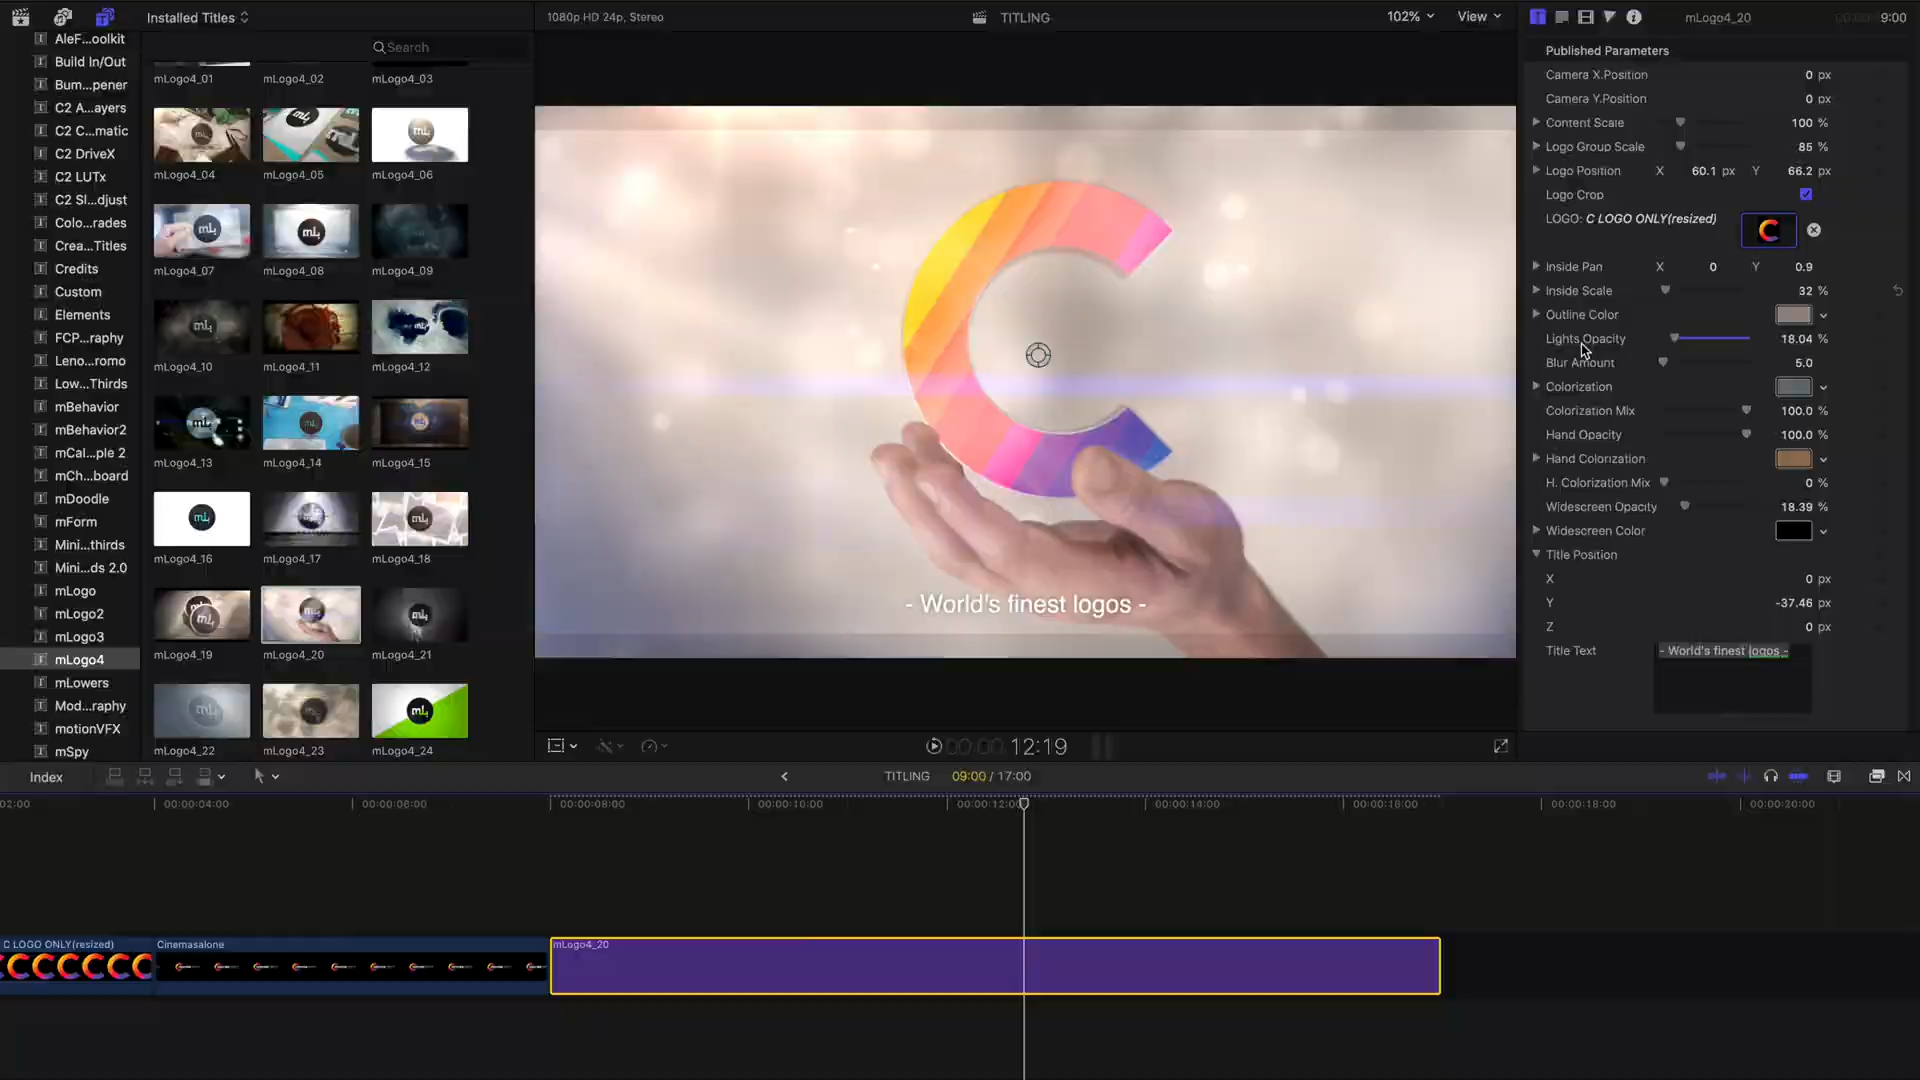 Installed Titles
1080p HD 24p, Stereo
TITLING
102%
View
mLogo4_20
9:00
AleF...oolkit
Build In/Out
Bum...pener
C2 A...ayers
C2 C...matic
C2 DriveX
C2 LUTx
C2 Sl...djust
Colo...rades
Crea...Titles
Credits
Custom
Elements
FCP...raphy
Leno...romo
Low...Thirds
mBehavior
mBehavior2
mCal...ple 2
mCh...board
mDoodle
mForm
Mini...thirds
Mini...ds 2.0
mLogo
mLogo2
mLogo3
mLogo4
mLowers
Mod...raphy
motionVFX
mSpy
Search
mLogo4_01
mLogo4_02
mLogo4_03
mLogo4_04
mLogo4_05
mLogo4_06
mLogo4_07
mLogo4_08
mLogo4_09
mLogo4_10
mLogo4_11
mLogo4_12
mLogo4_13
mLogo4_14
mLogo4_15
mLogo4_16
mLogo4_17
mLogo4_18
mLogo4_19
mLogo4_20
mLogo4_21
mLogo4_22
mLogo4_23
mLogo4_24
- World's finest logos -
12:19
Published Parameters
Camera X.Position 0 px
Camera Y.Position 0 px
Content Scale 100 %
Logo Group Scale 85 %
Logo Position X 60.1 px Y 66.2 px
Logo Crop
LOGO: C LOGO ONLY(resized)
Inside Pan X 0 Y 0.9
Inside Scale 32 %
Outline Color
Lights Opacity 18.04 %
Blur Amount 5.0
Colorization
Colorization Mix 100.0 %
Hand Opacity 100.0 %
Hand Colorization
H. Colorization Mix 0 %
Widescreen Opacity 18.39 %
Widescreen Color
Title Position
X 0 px
Y -37.46 px
Z 0 px
Title Text - World's finest logos -
Index
TITLING 09:00 / 17:00
02:00 00:00:04:00 00:00:06:00 00:00:08:00 00:00:10:00 00:00:12:00 00:00:14:00 00:00:16:00 00:00:18:00 00:00:20:00
C LOGO ONLY(resized)
Cinemasalone
mLogo4_20